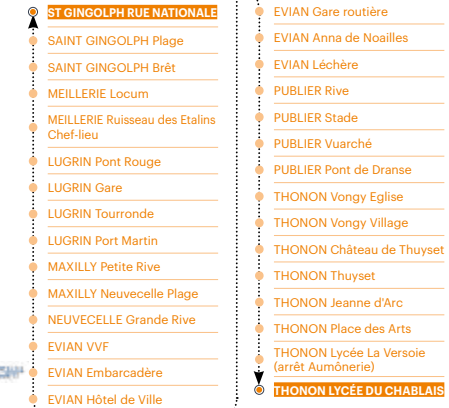 ST GINGOLPH RUE NATIONALE
SAINT GINGOLPH Plage
SAINT GINGOLPH Brêt
MEILLERIE Locum
MEILLERIE Ruisseau des Etalins
Chef-lieu
LUGRIN Pont Rouge
LUGRIN Gare
LUGRIN Tourronde
LUGRIN Port Martin
MAXILLY Petite Rive
MAXILLY Neuvecelle Plage
NEUVECELLE Grande Rive
EVIAN VVF
EVIAN Embarcadère
EVIAN Hôtel de Ville
EVIAN Gare routière
EVIAN Anna de Noailles
EVIAN Léchère
PUBLIER Rive
PUBLIER Stade
PUBLIER Vuarché
PUBLIER Pont de Dranse
THONON Vongy Eglise
THONON Vongy Village
THONON Château de Thuyset
THONON Thuyset
THONON Jeanne d'Arc
THONON Place des Arts
THONON Lycée La Versoie
(arrêt Aumônerie)
THONON LYCÉE DU CHABLAIS